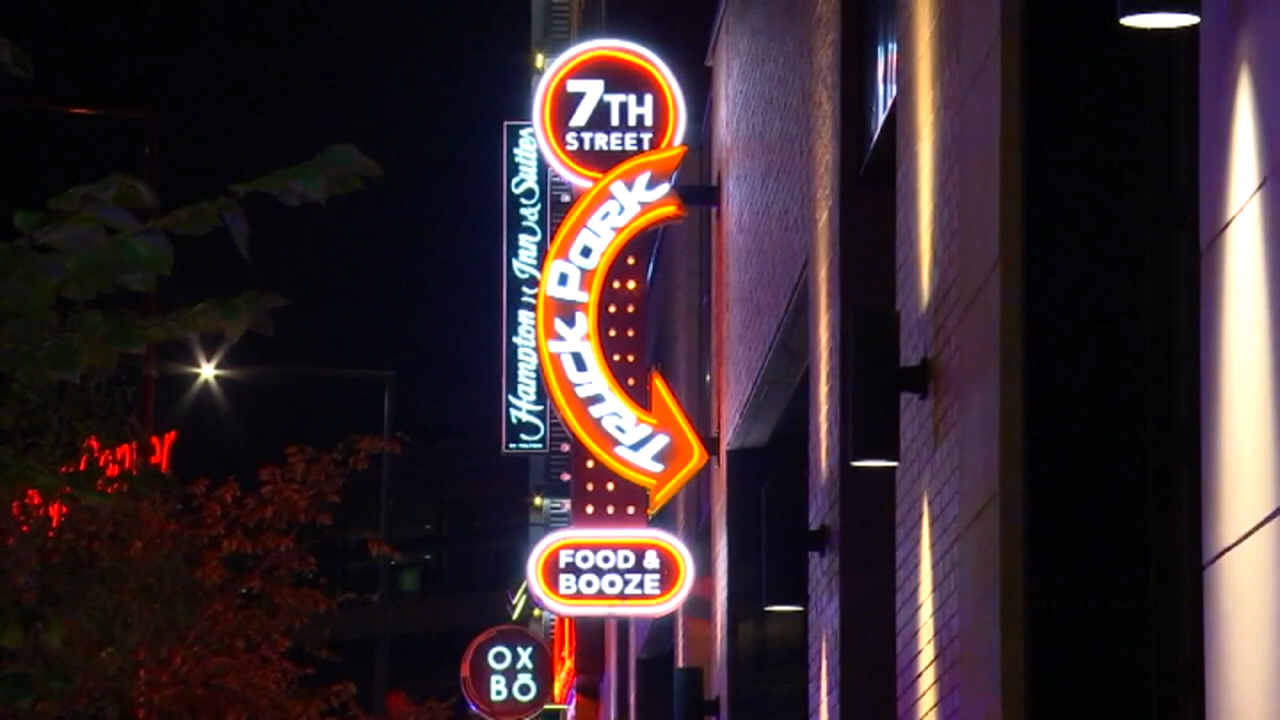 7TH
STREET
Truck Park
Hampton Inn & Suites
FOOD &
BOOZE
OX
BŌ